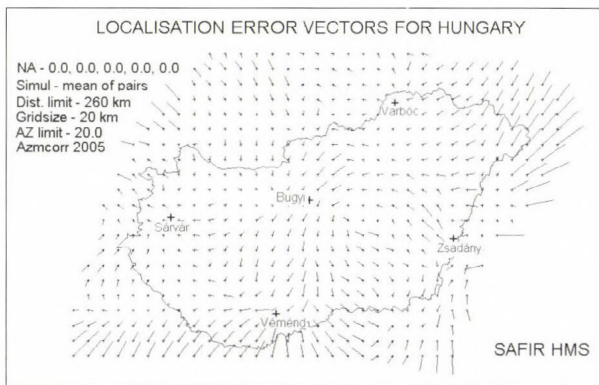 LOCALISATION ERROR VECTORS FOR HUNGARY
NA - 0.0, 0.0, 0.0, 0.0, 0.0
Simul - mean of pairs
Dist. limit - 260 km
Gridsize - 20 km
AZ limit - 20.0
Azmcorr 2005
Varbóc
Bugyi
Sárvár
Zsadány
Véménd
SAFIR HMS